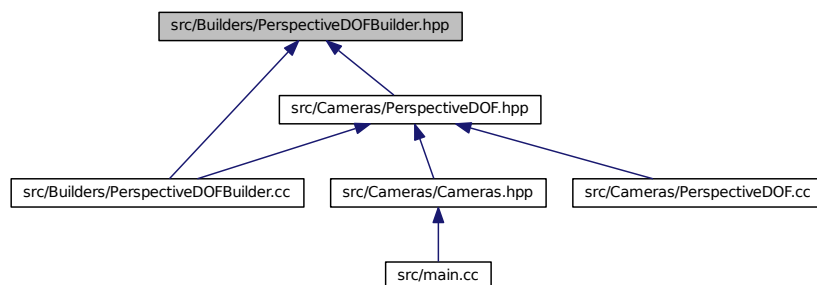 src/Builders/PerspectiveDOFBuilder.hpp
src/Cameras/PerspectiveDOF.hpp
src/Builders/PerspectiveDOFBuilder.cc
src/Cameras/Cameras.hpp
src/Cameras/PerspectiveDOF.cc
src/main.cc